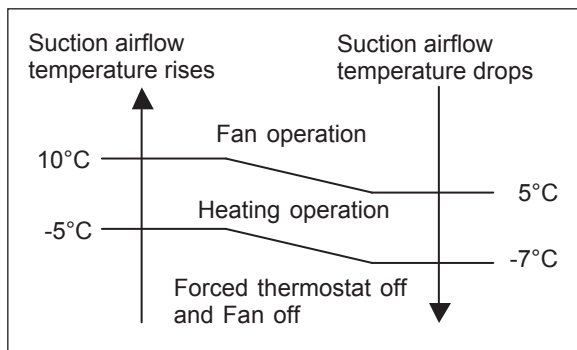 Suction airflow
temperature rises
Suction airflow
temperature drops
Fan operation
10°C
5°C
Heating operation
-5°C
-7°C
Forced thermostat off
and Fan off